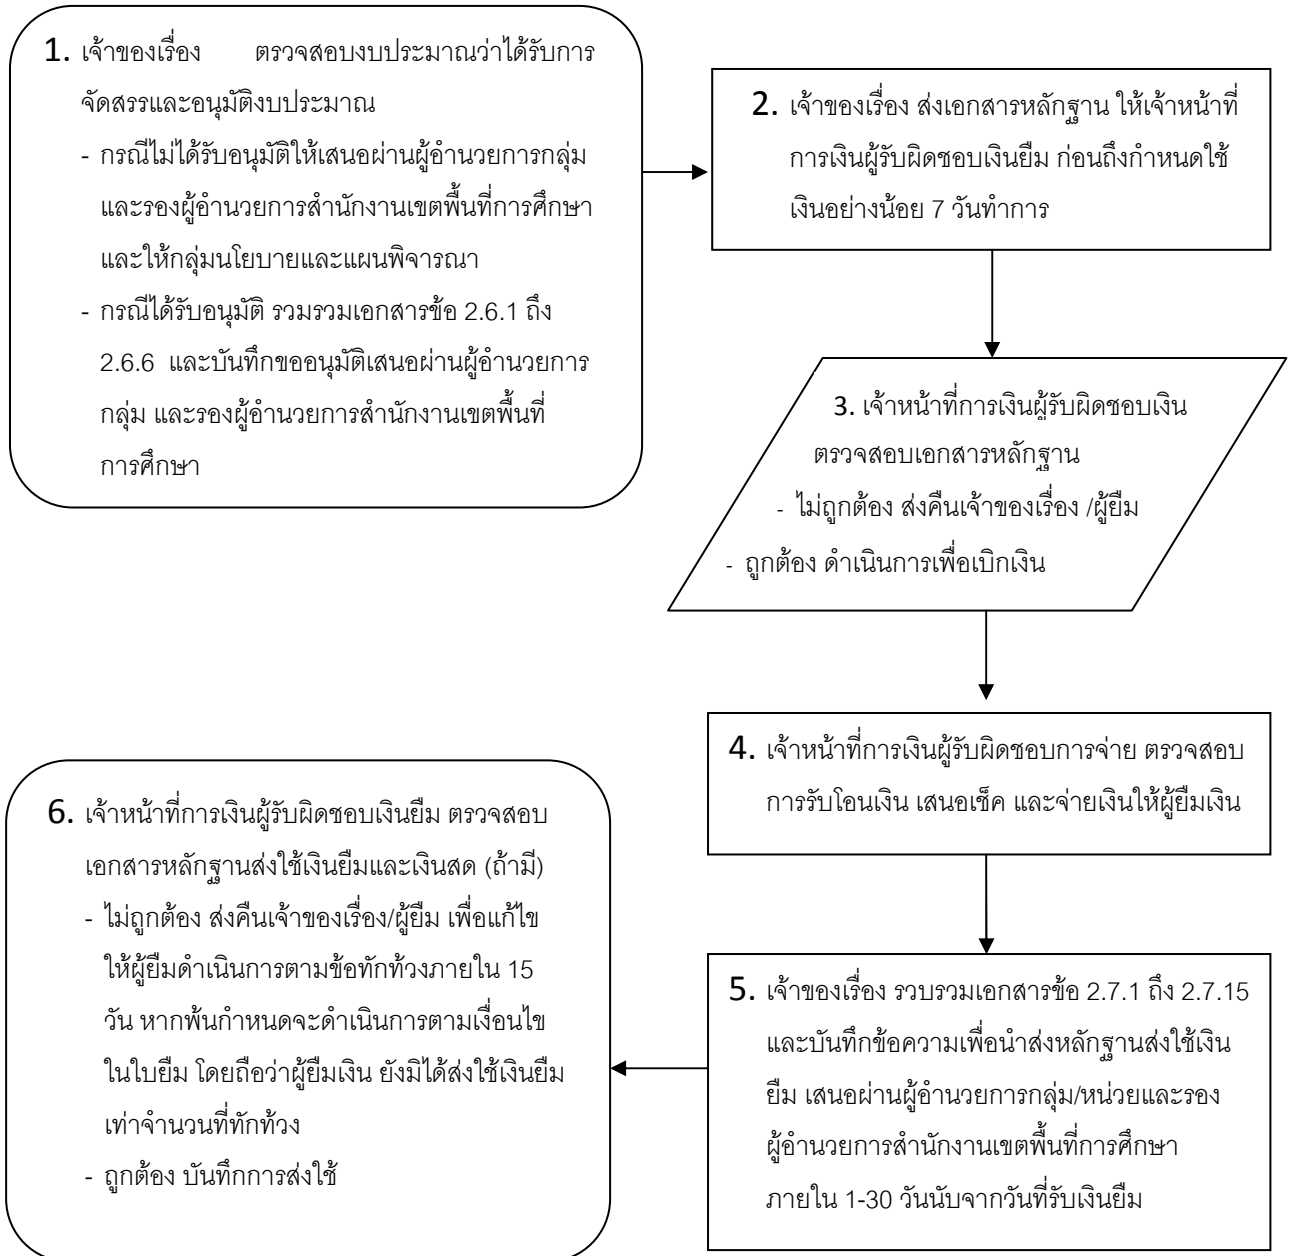 1. เจ้าของเรื่อง ตรวจสอบงบประมาณว่าได้รับการ
จัดสรรและอนุมัติงบประมาณ
- กรณีไม่ได้รับอนุมัติให้เสนอผ่านผู้อำนวยการกลุ่ม
และรองผู้อำนวยการสำนักงานเขตพื้นที่การศึกษา
และให้กลุ่มนโยบายและแผนพิจารณา
- กรณีได้รับอนุมัติ รวมรวมเอกสารข้อ 2.6.1 ถึง
2.6.6 และบันทึกขออนุมัติเสนอผ่านผู้อำนวยการ
กลุ่ม และรองผู้อำนวยการสำนักงานเขตพื้นที่
การศึกษา
2. เจ้าของเรื่อง ส่งเอกสารหลักฐาน ให้เจ้าหน้าที่
การเงินผู้รับผิดชอบเงินยืม ก่อนถึงกำหนดใช้
เงินอย่างน้อย 7 วันทำการ
3. เจ้าหน้าที่การเงินผู้รับผิดชอบเงิน
ตรวจสอบเอกสารหลักฐาน
- ไม่ถูกต้อง ส่งคืนเจ้าของเรื่อง /ผู้ยืม
- ถูกต้อง ดำเนินการเพื่อเบิกเงิน
4. เจ้าหน้าที่การเงินผู้รับผิดชอบการจ่าย ตรวจสอบ
การรับโอนเงิน เสนอเช็ค และจ่ายเงินให้ผู้ยืมเงิน
5. เจ้าของเรื่อง รวบรวมเอกสารข้อ 2.7.1 ถึง 2.7.15
และบันทึกข้อความเพื่อนำส่งหลักฐานส่งใช้เงิน
ยืม เสนอผ่านผู้อำนวยการกลุ่ม/หน่วยและรอง
ผู้อำนวยการสำนักงานเขตพื้นที่การศึกษา
ภายใน 1-30 วันนับจากวันที่รับเงินยืม
6. เจ้าหน้าที่การเงินผู้รับผิดชอบเงินยืม ตรวจสอบ
เอกสารหลักฐานส่งใช้เงินยืมและเงินสด (ถ้ามี)
- ไม่ถูกต้อง ส่งคืนเจ้าของเรื่อง/ผู้ยืม เพื่อแก้ไข
ให้ผู้ยืมดำเนินการตามข้อทักท้วงภายใน 15
วัน หากพ้นกำหนดจะดำเนินการตามเงื่อนไข
ในใบยืม โดยถือว่าผู้ยืมเงิน ยังมิได้ส่งใช้เงินยืม
เท่าจำนวนที่ทักท้วง
- ถูกต้อง บันทึกการส่งใช้